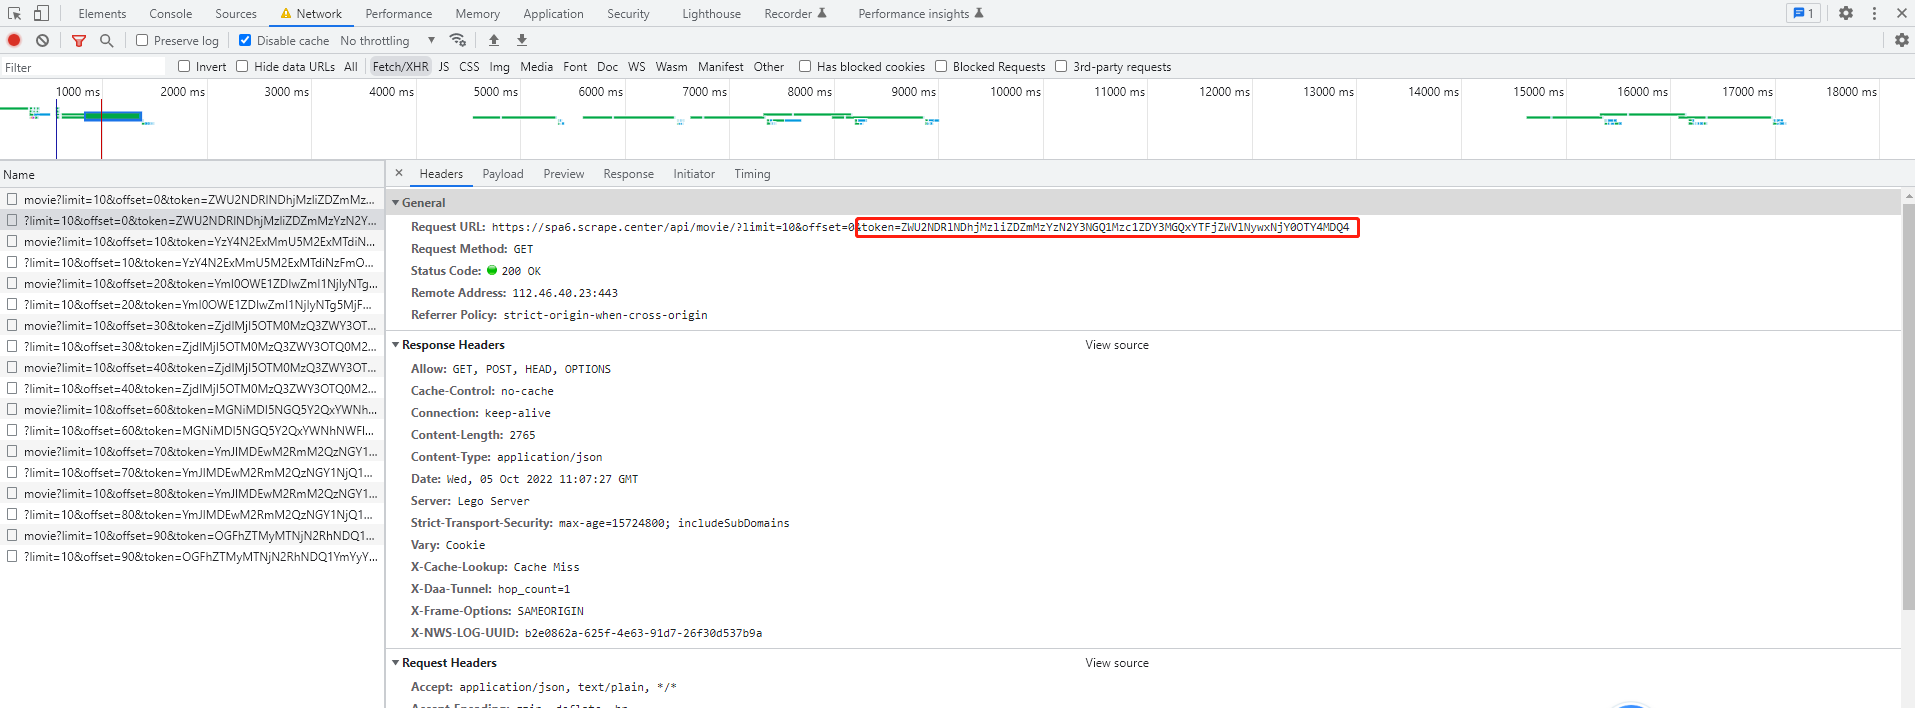 Elements Console Sources Network Performance Memory Application Security Lighthouse Recorder Performance insights 1
Preserve log Disable cache No throttling
Filter Invert Hide data URLs All Fetch/XHR JS CSS Img Media Font Doc WS Wasm Manifest Other Has blocked cookies Blocked Requests 3rd-party requests
1000 ms 2000 ms 3000 ms 4000 ms 5000 ms 6000 ms 7000 ms 8000 ms 9000 ms 10000 ms 11000 ms 12000 ms 13000 ms 14000 ms 15000 ms 16000 ms 17000 ms 18000 ms
Name
movie?limit=10&offset=0&token=ZWU2NDRlNDhjMzliZDZmMz...
?limit=10&offset=0&token=ZWU2NDRlNDhjMzliZDZmMzYzN2Y...
movie?limit=10&offset=10&token=YzY4N2ExMmU5M2ExMTdiN...
?limit=10&offset=10&token=YzY4N2ExMmU5M2ExMTdiNzFmO...
movie?limit=10&offset=20&token=YmI0OWE1ZDIwZmI1NjIyNTg...
?limit=10&offset=20&token=YmI0OWE1ZDIwZmI1NjIyNTg5MjF...
movie?limit=10&offset=30&token=ZjdlMjI5OTM0MzQ3ZWY3OT...
?limit=10&offset=30&token=ZjdlMjI5OTM0MzQ3ZWY3OTQ0M2...
movie?limit=10&offset=40&token=ZjdlMjI5OTM0MzQ3ZWY3OT...
?limit=10&offset=40&token=ZjdlMjI5OTM0MzQ3ZWY3OTQ0M2...
movie?limit=10&offset=60&token=MGNiMDI5NGQ5Y2QxYWNh...
?limit=10&offset=60&token=MGNiMDI5NGQ5Y2QxYWNhNWFl...
movie?limit=10&offset=70&token=YmJlMDEwM2RmM2QzNGY1...
?limit=10&offset=70&token=YmJlMDEwM2RmM2QzNGY1NjQ1...
movie?limit=10&offset=80&token=YmJlMDEwM2RmM2QzNGY1...
?limit=10&offset=80&token=YmJlMDEwM2RmM2QzNGY1NjQ1...
movie?limit=10&offset=90&token=OGFhZTMyMTNjN2RhNDQ1...
?limit=10&offset=90&token=OGFhZTMyMTNjN2RhNDQ1YmYyY...
Headers Payload Preview Response Initiator Timing
General
Request URL: https://spa6.scrape.center/api/movie/?limit=10&offset=0&token=ZWU2NDRlNDhjMzliZDZmMzYzN2Y3NGQ1Mzc1ZDY3MGQxYTFjZWVlNywxNjY0OTY4MDQ4
Request Method: GET
Status Code: 200 OK
Remote Address: 112.46.40.23:443
Referrer Policy: strict-origin-when-cross-origin
Response Headers View source
Allow: GET, POST, HEAD, OPTIONS
Cache-Control: no-cache
Connection: keep-alive
Content-Length: 2765
Content-Type: application/json
Date: Wed, 05 Oct 2022 11:07:27 GMT
Server: Lego Server
Strict-Transport-Security: max-age=15724800; includeSubDomains
Vary: Cookie
X-Cache-Lookup: Cache Miss
X-Daa-Tunnel: hop_count=1
X-Frame-Options: SAMEORIGIN
X-NWS-LOG-UUID: b2e0862a-625f-4e63-91d7-26f30d537b9a
Request Headers View source
Accept: application/json, text/plain, */*